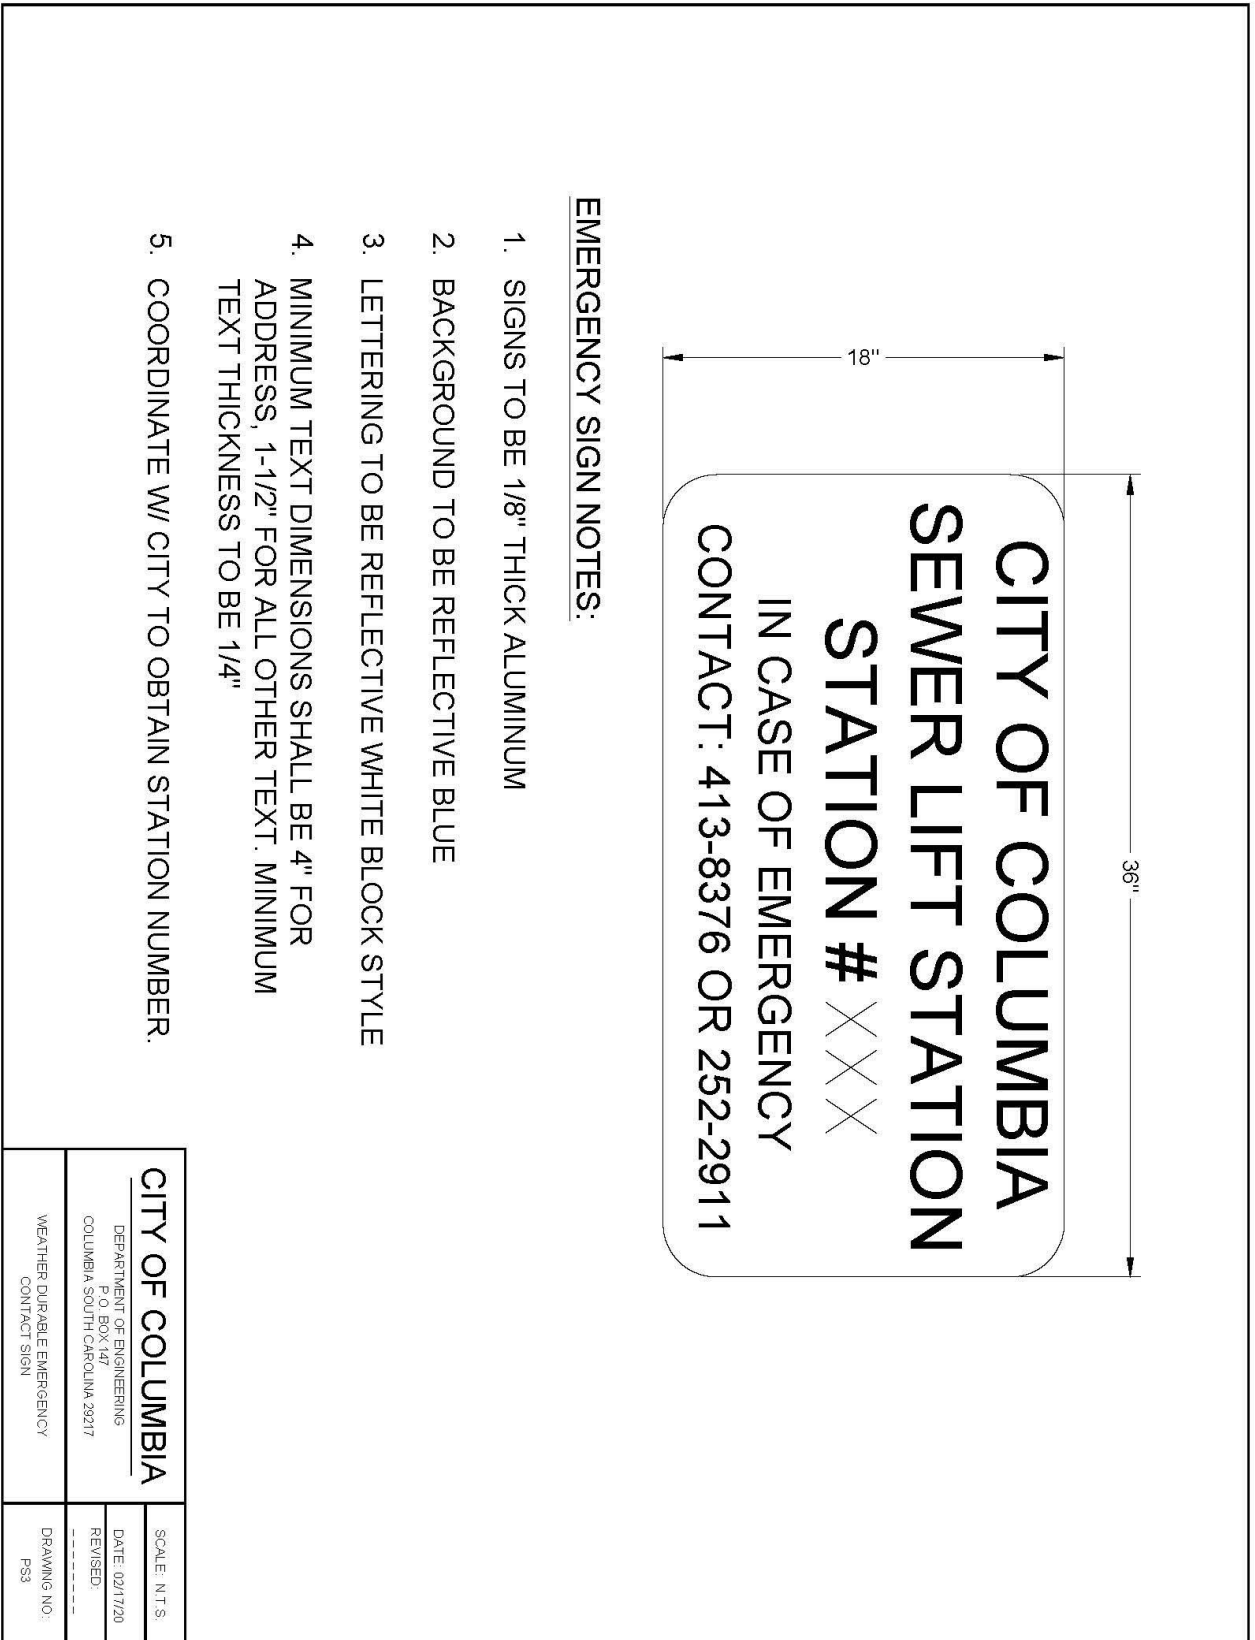 36"
18"
CITY OF COLUMBIA
SEWER LIFT STATION
STATION # XXX
IN CASE OF EMERGENCY
CONTACT: 413-8376 OR 252-2911
EMERGENCY SIGN NOTES:
1. SIGNS TO BE 1/8" THICK ALUMINUM
2. BACKGROUND TO BE REFLECTIVE BLUE
3. LETTERING TO BE REFLECTIVE WHITE BLOCK STYLE
4. MINIMUM TEXT DIMENSIONS SHALL BE 4" FOR
ADDRESS, 1-1/2" FOR ALL OTHER TEXT. MINIMUM
TEXT THICKNESS TO BE 1/4"
5. COORDINATE W/ CITY TO OBTAIN STATION NUMBER.
CITY OF COLUMBIA
DEPARTMENT OF ENGINEERING
P.O. BOX 147
COLUMBIA SOUTH CAROLINA 29217
WEATHER DURABLE EMERGENCY
CONTACT SIGN
SCALE: N.T.S.
DATE: 02/17/20
REVISED:
-------
DRAWING NO.:
PS3